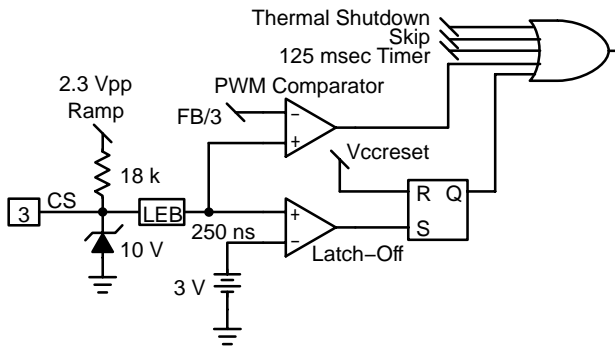 Thermal Shutdown
Skip
125 msec Timer
2.3 Vpp
Ramp
PWM Comparator
FB/3
−
+
Vccreset
18 k
3
CS
LEB
250 ns
+
−
R
Q
S
10 V
Latch−Off
3 V